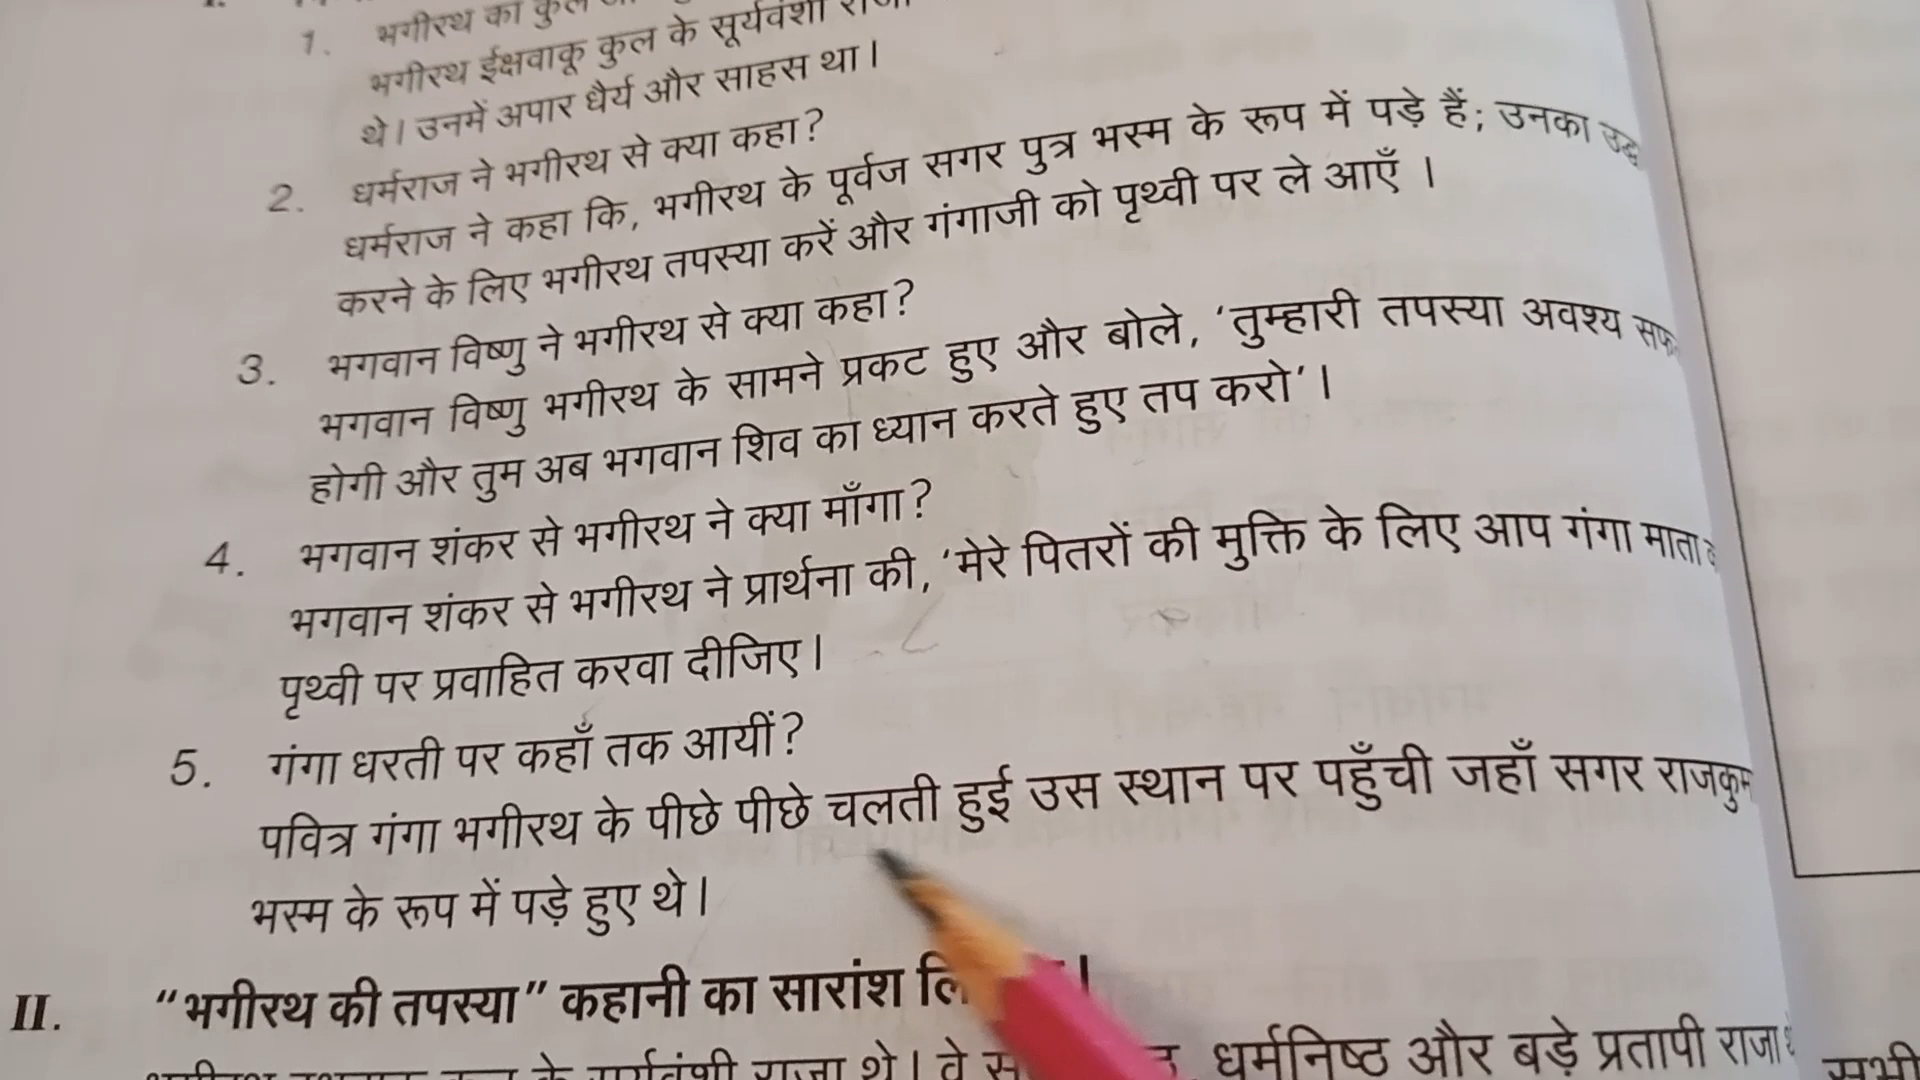 1. भगीरथ का कुल
भगीरथ ईक्षवाकू कुल के सूर्यवंशी
थे। उनमें अपार धैर्य और साहस था।
2. धर्मराज ने भगीरथ से क्या कहा?
धर्मराज ने कहा कि, भगीरथ के पूर्वज सगर पुत्र भस्म के रूप में पड़े हैं; उनका
करने के लिए भगीरथ तपस्या करें और गंगाजी को पृथ्वी पर ले आएँ ।
3. भगवान विष्णु ने भगीरथ से क्या कहा?
भगवान विष्णु भगीरथ के सामने प्रकट हुए और बोले, 'तुम्हारी तपस्या अवश्य
होगी और तुम अब भगवान शिव का ध्यान करते हुए तप करो'।
4. भगवान शंकर से भगीरथ ने क्या माँगा?
भगवान शंकर से भगीरथ ने प्रार्थना की, 'मेरे पितरों की मुक्ति के लिए आप गंगा माता
पृथ्वी पर प्रवाहित करवा दीजिए।
5. गंगा धरती पर कहाँ तक आयीं?
पवित्र गंगा भगीरथ के पीछे पीछे चलती हुई उस स्थान पर पहुँची जहाँ सगर
भस्म के रूप में पड़े हुए थे।
II. "भगीरथ की तपस्या" कहानी का सारांश
के सूर्यवंशी राजा थे। वे धर्मनिष्ठ और बड़े प्रतापी राजा
सभी